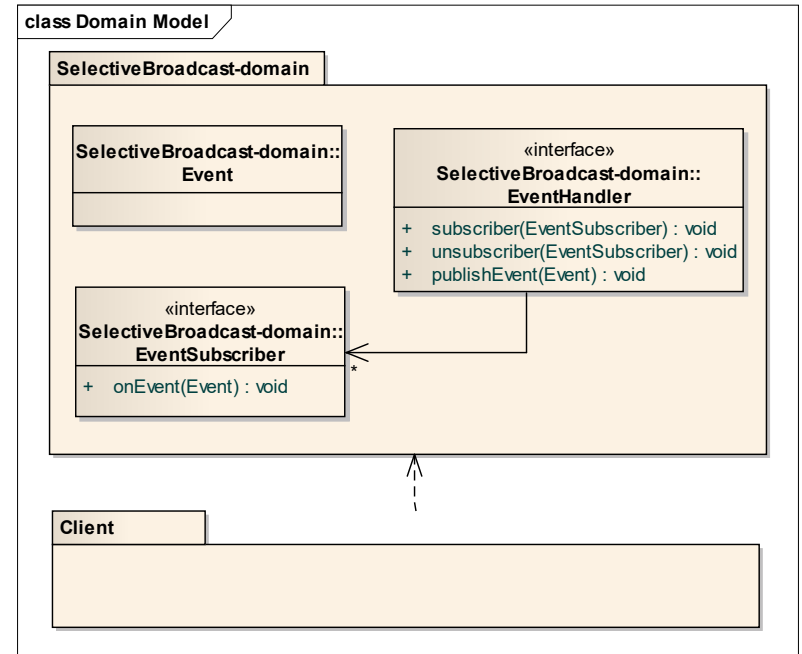 class Domain Model
SelectiveBroadcast-domain
SelectiveBroadcast-domain::
Event
«interface»
SelectiveBroadcast-domain::
EventHandler
+ subscriber(EventSubscriber) : void
+ unsubscriber(EventSubscriber) : void
+ publishEvent(Event) : void
«interface»
SelectiveBroadcast-domain::
EventSubscriber
+ onEvent(Event) : void
*
Client